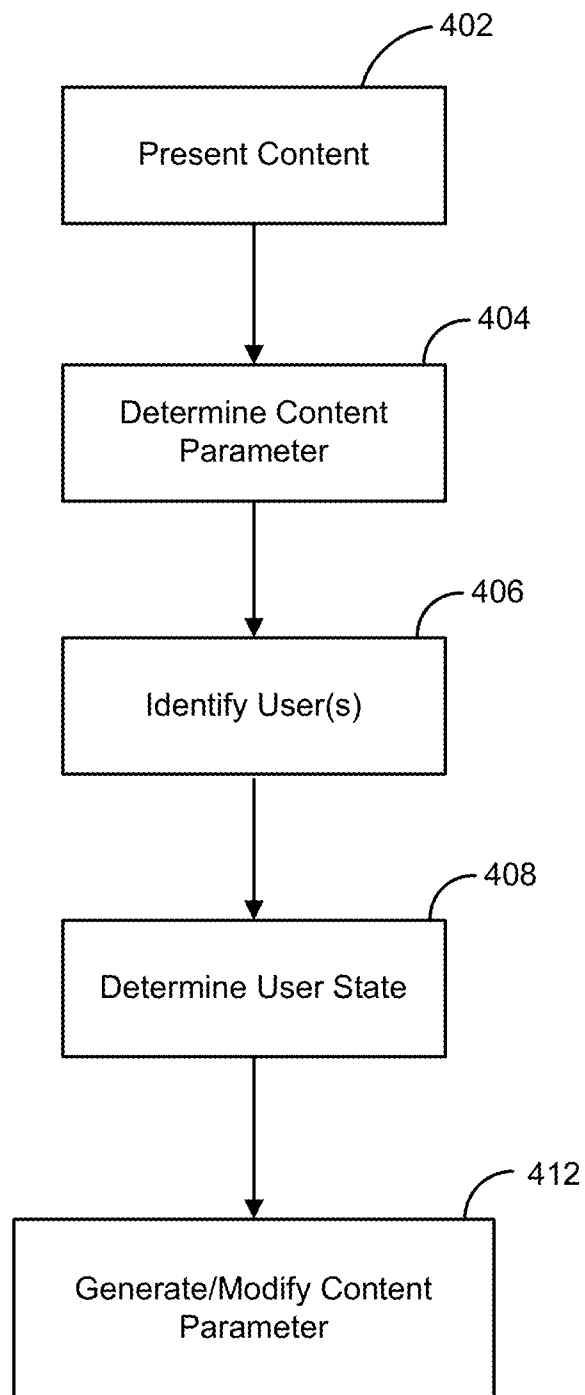 402
Present Content
404
Determine Content
Parameter
406
Identify User(s)
408
Determine User State
412
Generate/Modify Content
Parameter